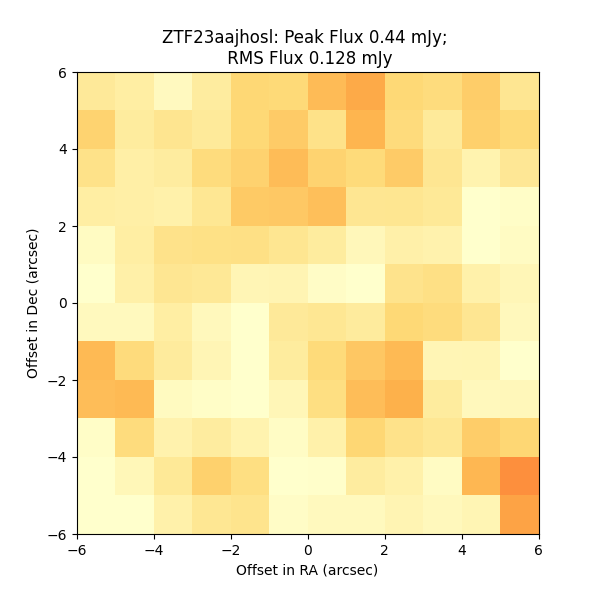 ZTF23aajhosl: Peak Flux 0.44 mJy;
RMS Flux 0.128 mJy
6
4
2
0
−2
−4
−6
Offset in Dec (arcsec)
−6 −4 −2 0 2 4 6
Offset in RA (arcsec)